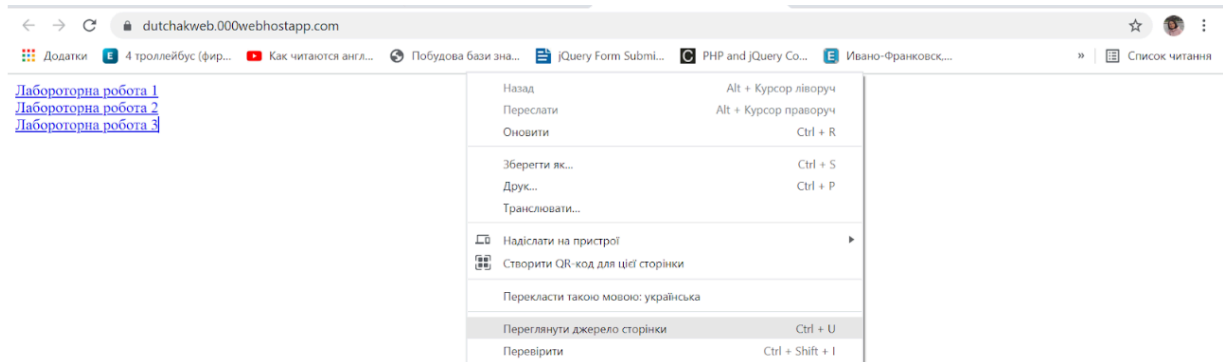 dutchakweb.000webhostapp.com
Додатки 4 троллейбус (фир... Как читаются англ... Побудова бази зна... jQuery Form Submi... PHP and jQuery Co... Ивано-Франковск,... » Список читання
Лабороторна робота 1
Лабороторна робота 2
Лабороторна робота 3
Назад Alt + Курсор ліворуч
Переслати Alt + Курсор праворуч
Оновити Ctrl + R
Зберегти як... Ctrl + S
Друк... Ctrl + P
Транслювати...
Надіслати на пристрої
Створити QR-код для цієї сторінки
Перекласти такою мовою: українська
Переглянути джерело сторінки Ctrl + U
Перевірити Ctrl + Shift + I